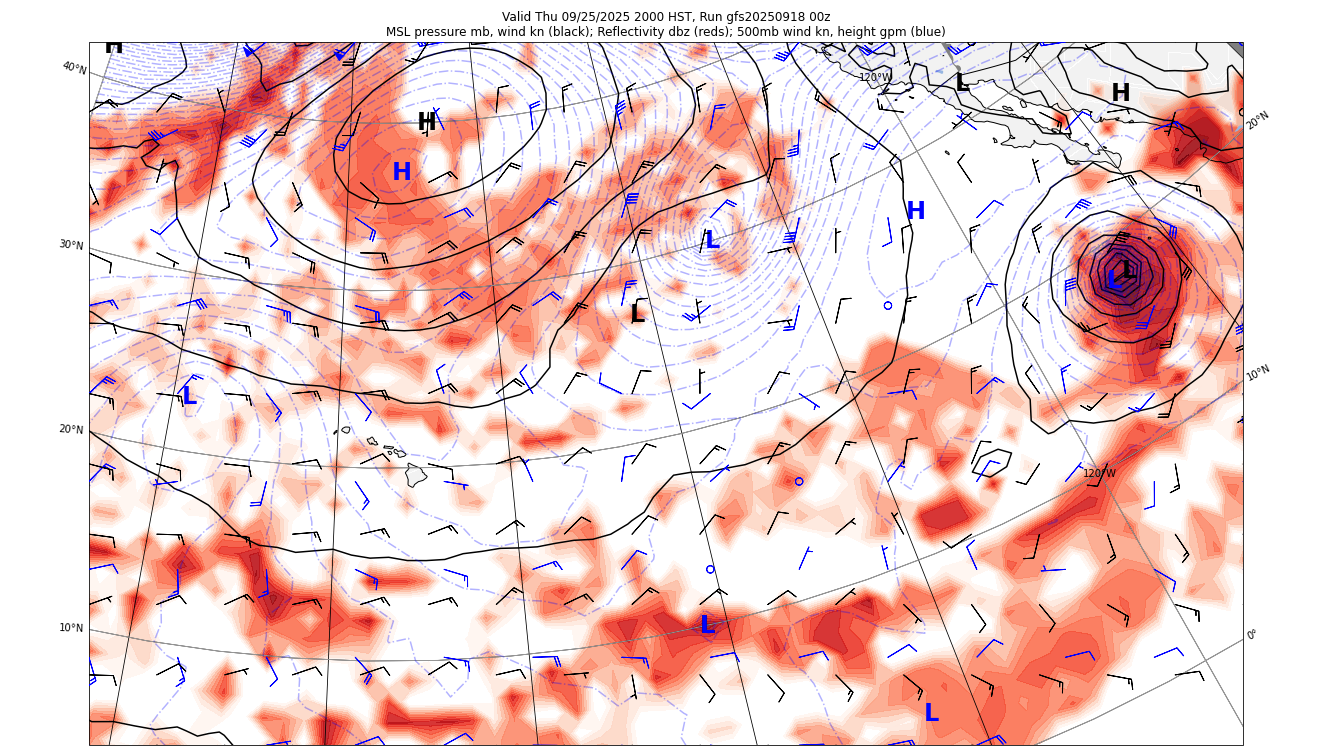 Valid Thu 09/25/2025 2000 HST, Run gfs20250918 00z
MSL pressure mb, wind kn (black); Reflectivity dbz (reds); 500mb wind kn, height gpm (blue)
H
40°N
120°W
L
H
H
20°N
H
H
L
30°N
L
L
L
10°N
L
20°N
120°W
L
10°N
0°
L